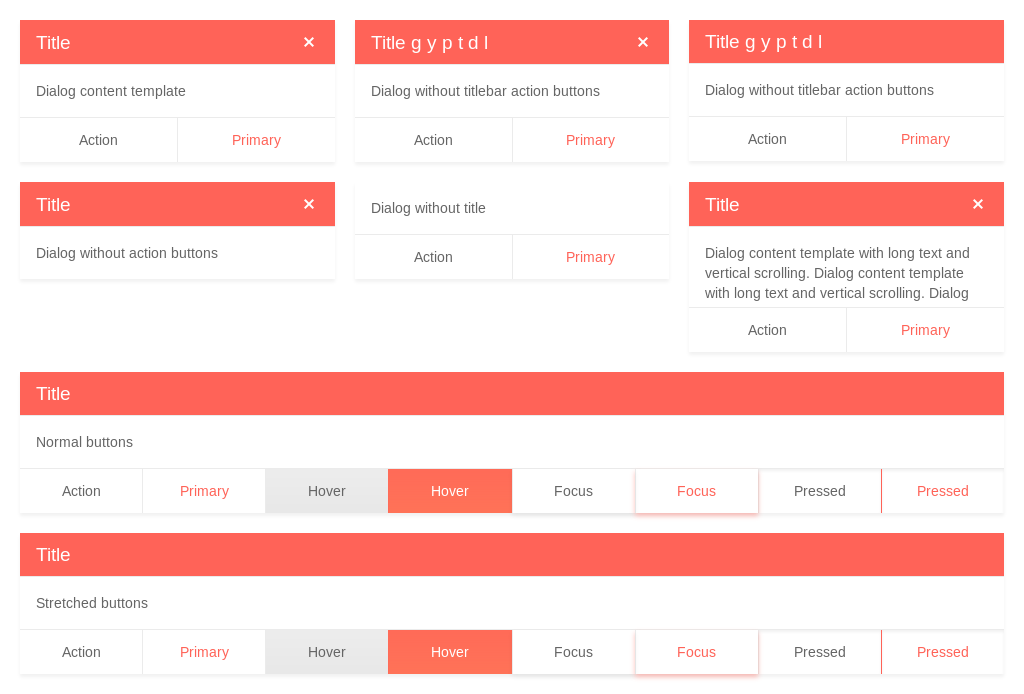 Title ×
Dialog content template
Action Primary
Title g y p t d l ×
Dialog without titlebar action buttons
Action Primary
Title g y p t d l
Dialog without titlebar action buttons
Action Primary
Title ×
Dialog without action buttons
Dialog without title
Action Primary
Title ×
Dialog content template with long text and
vertical scrolling. Dialog content template
with long text and vertical scrolling. Dialog
Action Primary
Title
Normal buttons
Action Primary Hover Hover Focus Focus Pressed Pressed
Title
Stretched buttons
Action Primary Hover Hover Focus Focus Pressed Pressed